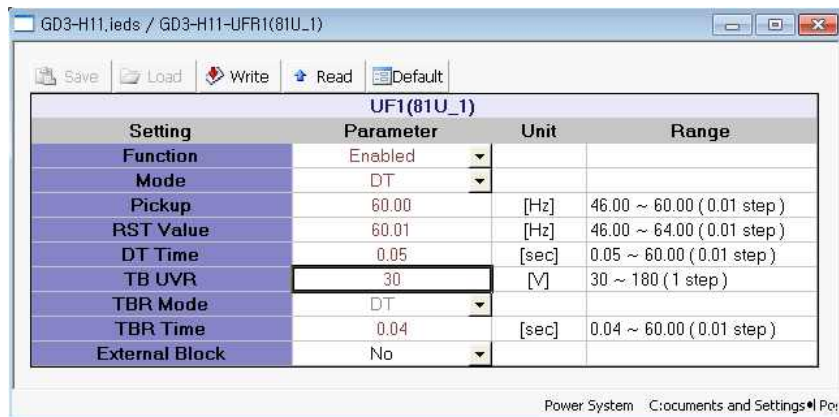 GD3-H11.ieds / GD3-H11-UFR1(81U_1)
Save Load Write Read Default
UF1(81U_1)
Setting Parameter Unit Range
Function Enabled
Mode DT
Pickup 60.00 [Hz] 46.00 ~ 60.00 ( 0.01 step )
RST Value 60.01 [Hz] 46.00 ~ 64.00 ( 0.01 step )
DT Time 0.05 [sec] 0.05 ~ 60.00 ( 0.01 step )
TB UVR 30 [V] 30 ~ 180 ( 1 step )
TBR Mode DT
TBR Time 0.04 [sec] 0.04 ~ 60.00 ( 0.01 step )
External Block No
Power System C:ocuments and Settings